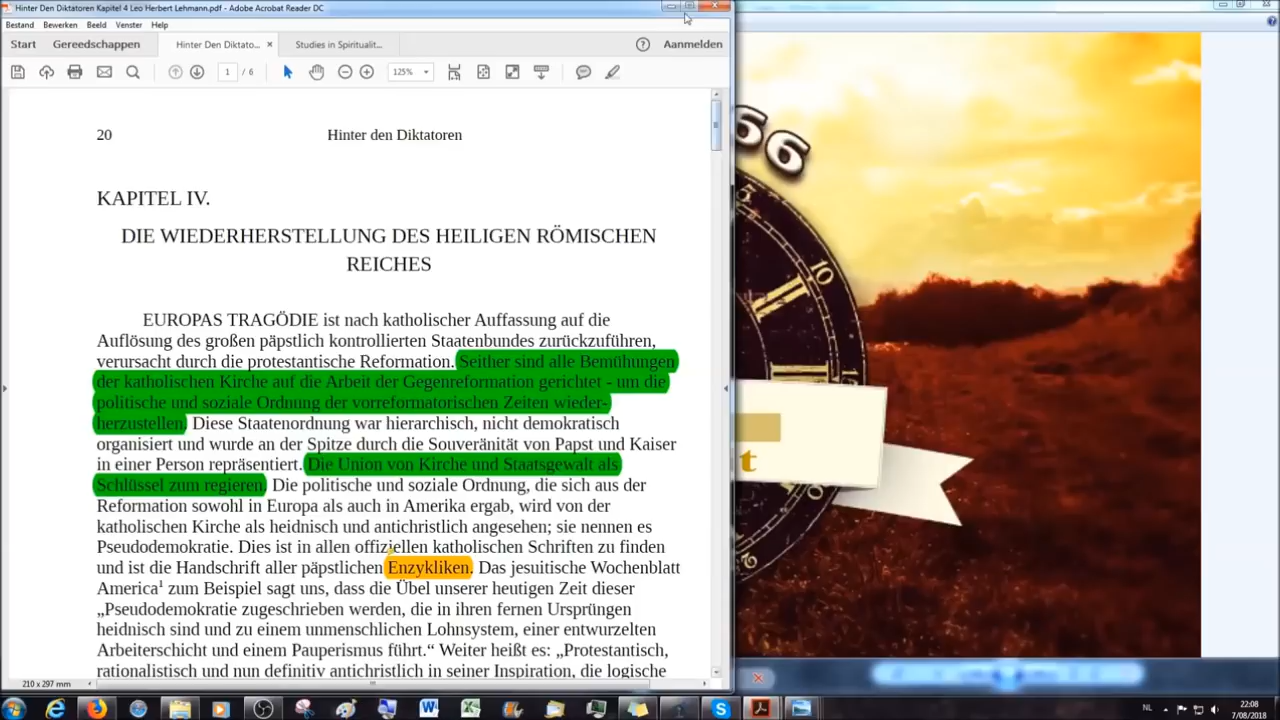 Hinter Den Diktatoren Kapitel 4 Leo Herbert Lehmann.pdf - Adobe Acrobat Reader DC
Bestand Bewerken Beeld Venster Help
Start Gereedschappen Hinter Den Diktato... × Studies in Spiritualit... Aanmelden
1 / 6 125%
20 Hinter den Diktatoren
KAPITEL IV.
DIE WIEDERHERSTELLUNG DES HEILIGEN RÖMISCHEN
REICHES
EUROPAS TRAGÖDIE ist nach katholischer Auffassung auf die
Auflösung des großen päpstlich kontrollierten Staatenbundes zurückzuführen,
verursacht durch die protestantische Reformation. Seither sind alle Bemühungen
der katholischen Kirche auf die Arbeit der Gegenreformation gerichtet - um die
politische und soziale Ordnung der vorreformatorischen Zeiten wieder-
herzustellen. Diese Staatenordnung war hierarchisch, nicht demokratisch
organisiert und wurde an der Spitze durch die Souveränität von Papst und Kaiser
in einer Person repräsentiert. Die Union von Kirche und Staatsgewalt als
Schlüssel zum regieren. Die politische und soziale Ordnung, die sich aus der
Reformation sowohl in Europa als auch in Amerika ergab, wird von der
katholischen Kirche als heidnisch und antichristlich angesehen; sie nennen es
Pseudodemokratie. Dies ist in allen offiziellen katholischen Schriften zu finden
und ist die Handschrift aller päpstlichen Enzykliken. Das jesuitische Wochenblatt
America¹ zum Beispiel sagt uns, dass die Übel unserer heutigen Zeit dieser
„Pseudodemokratie zugeschrieben werden, die in ihren fernen Ursprüngen
heidnisch sind und zu einem unmenschlichen Lohnsystem, einer entwurzelten
Arbeiterschicht und einem Pauperismus führt.“ Weiter heißt es: „Protestantisch,
rationalistisch und nun definitiv antichristlich in seiner Inspiration, die logische
210 x 297 mm
66
5
10
II
III
t
NL 22:08
7/08/2018